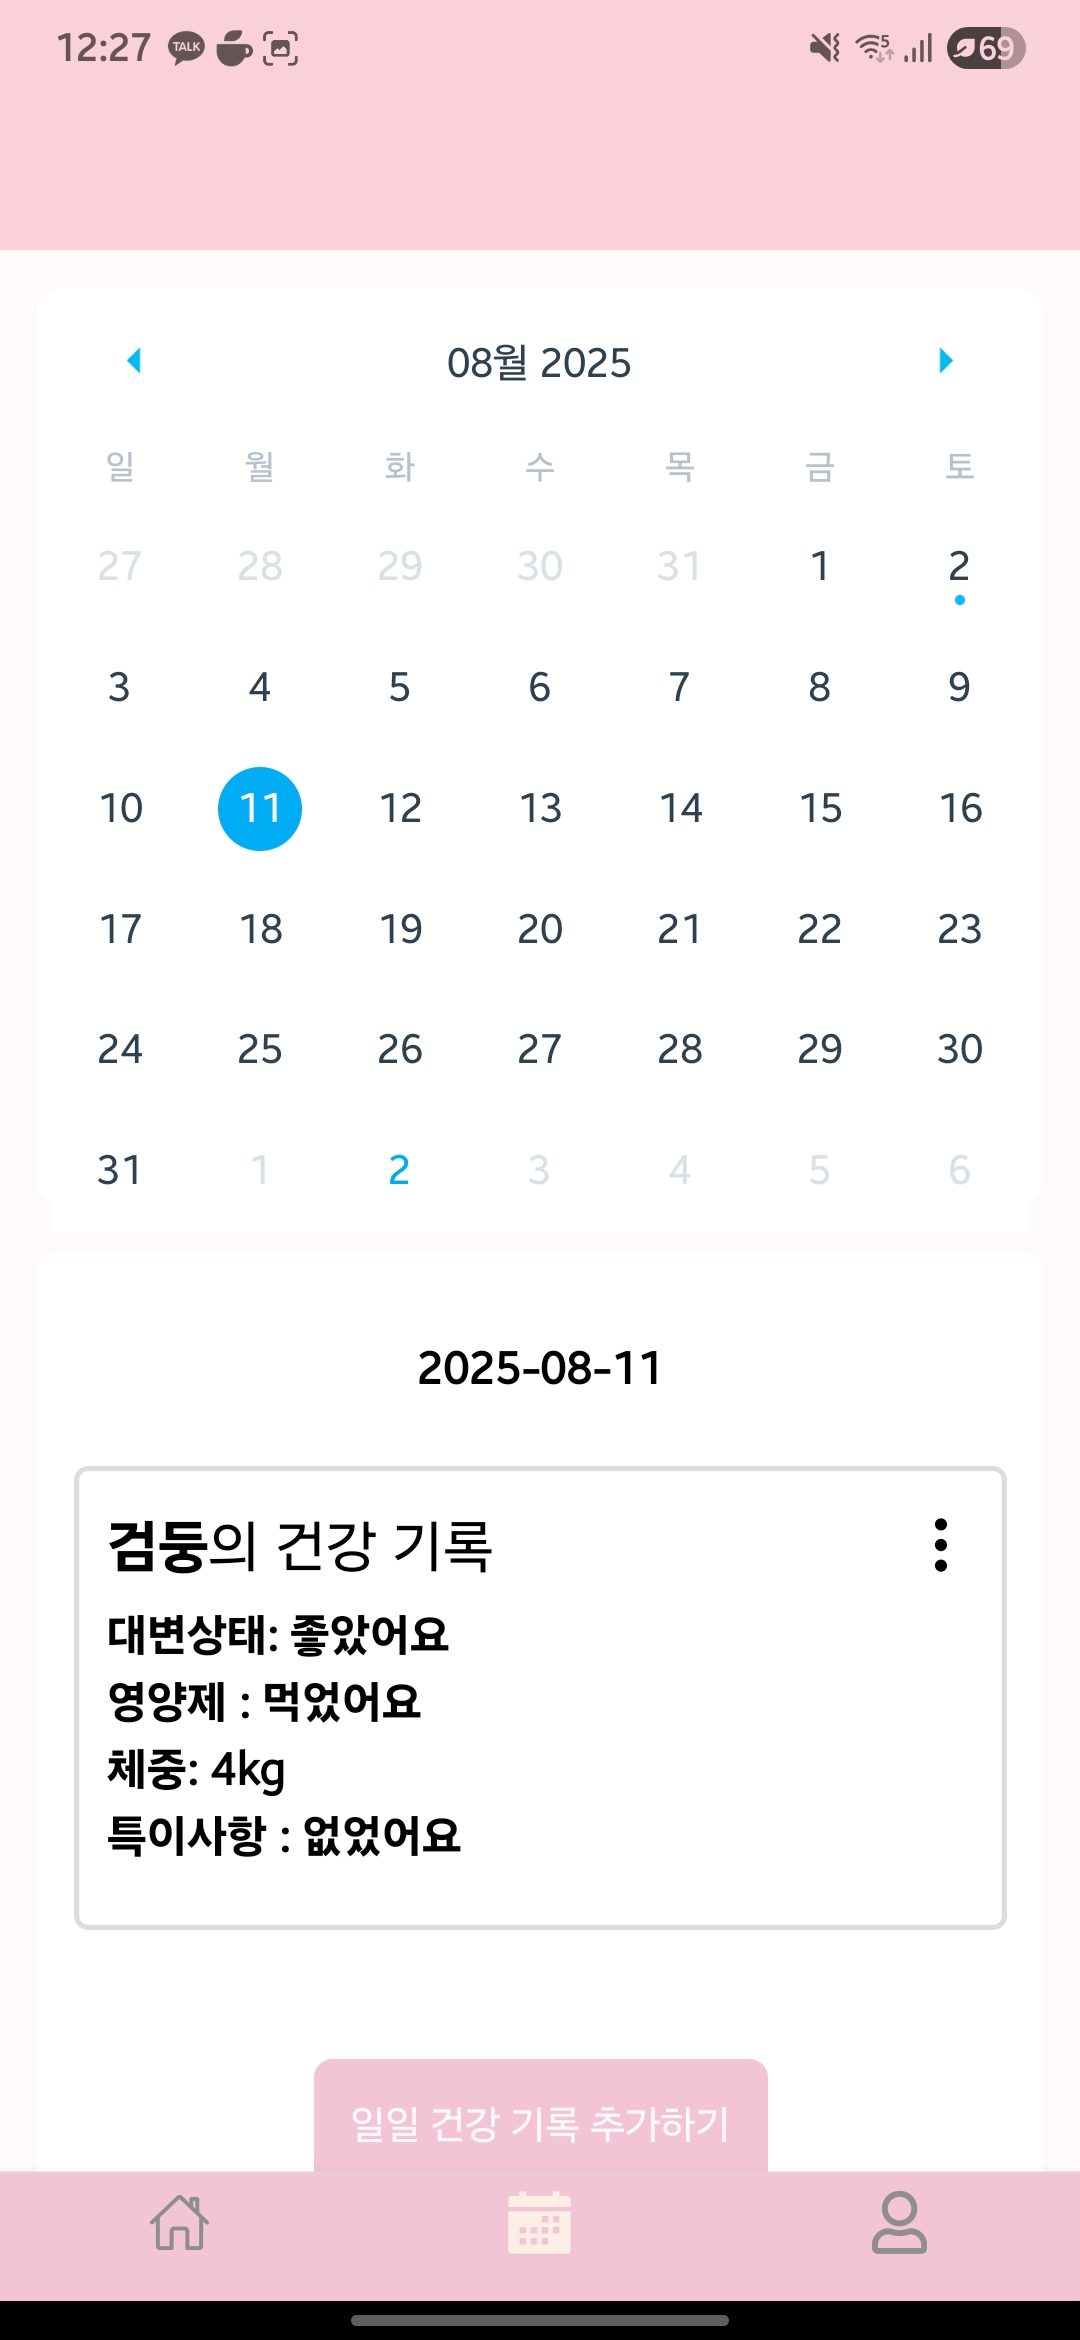 12:27 TALK 5 69
08월 2025
일 월 화 수 목 금 토
27 28 29 30 31 1 2
3 4 5 6 7 8 9
10 11 12 13 14 15 16
17 18 19 20 21 22 23
24 25 26 27 28 29 30
31 1 2 3 4 5 6
2025-08-11
검둥의 건강 기록
대변상태: 좋았어요
영양제 : 먹었어요
체중: 4kg
특이사항 : 없었어요
일일 건강 기록 추가하기